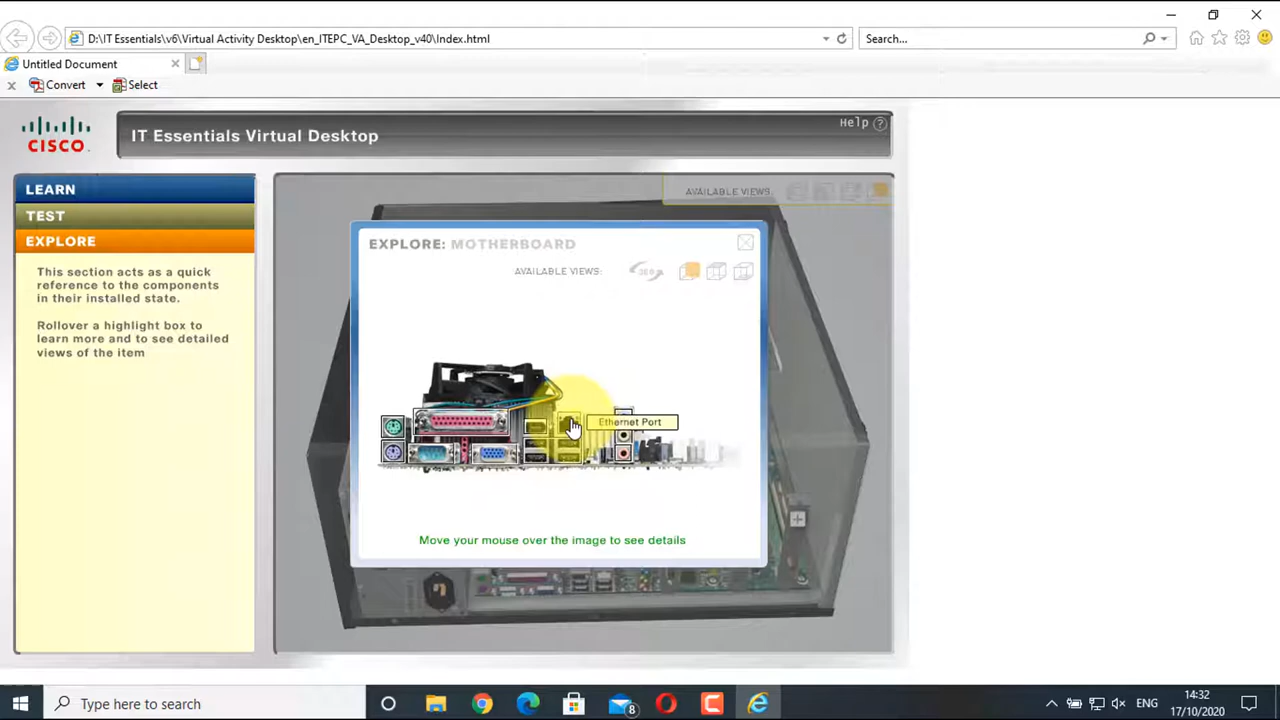 D:\IT Essentials\v6\Virtual Activity Desktop\en_ITEPC_VA_Desktop_v40\Index.html
Search...
Untitled Document
Convert
Select
CISCO
IT Essentials Virtual Desktop
Help ?
LEARN
TEST
EXPLORE
This section acts as a quick
reference to the components
in their installed state.
Rollover a highlight box to
learn more and to see detailed
views of the item
AVAILABLE VIEWS:
EXPLORE: MOTHERBOARD
AVAILABLE VIEWS:
360
Ethernet Port
Move your mouse over the image to see details
Type here to search
8
ENG
14:32
17/10/2020